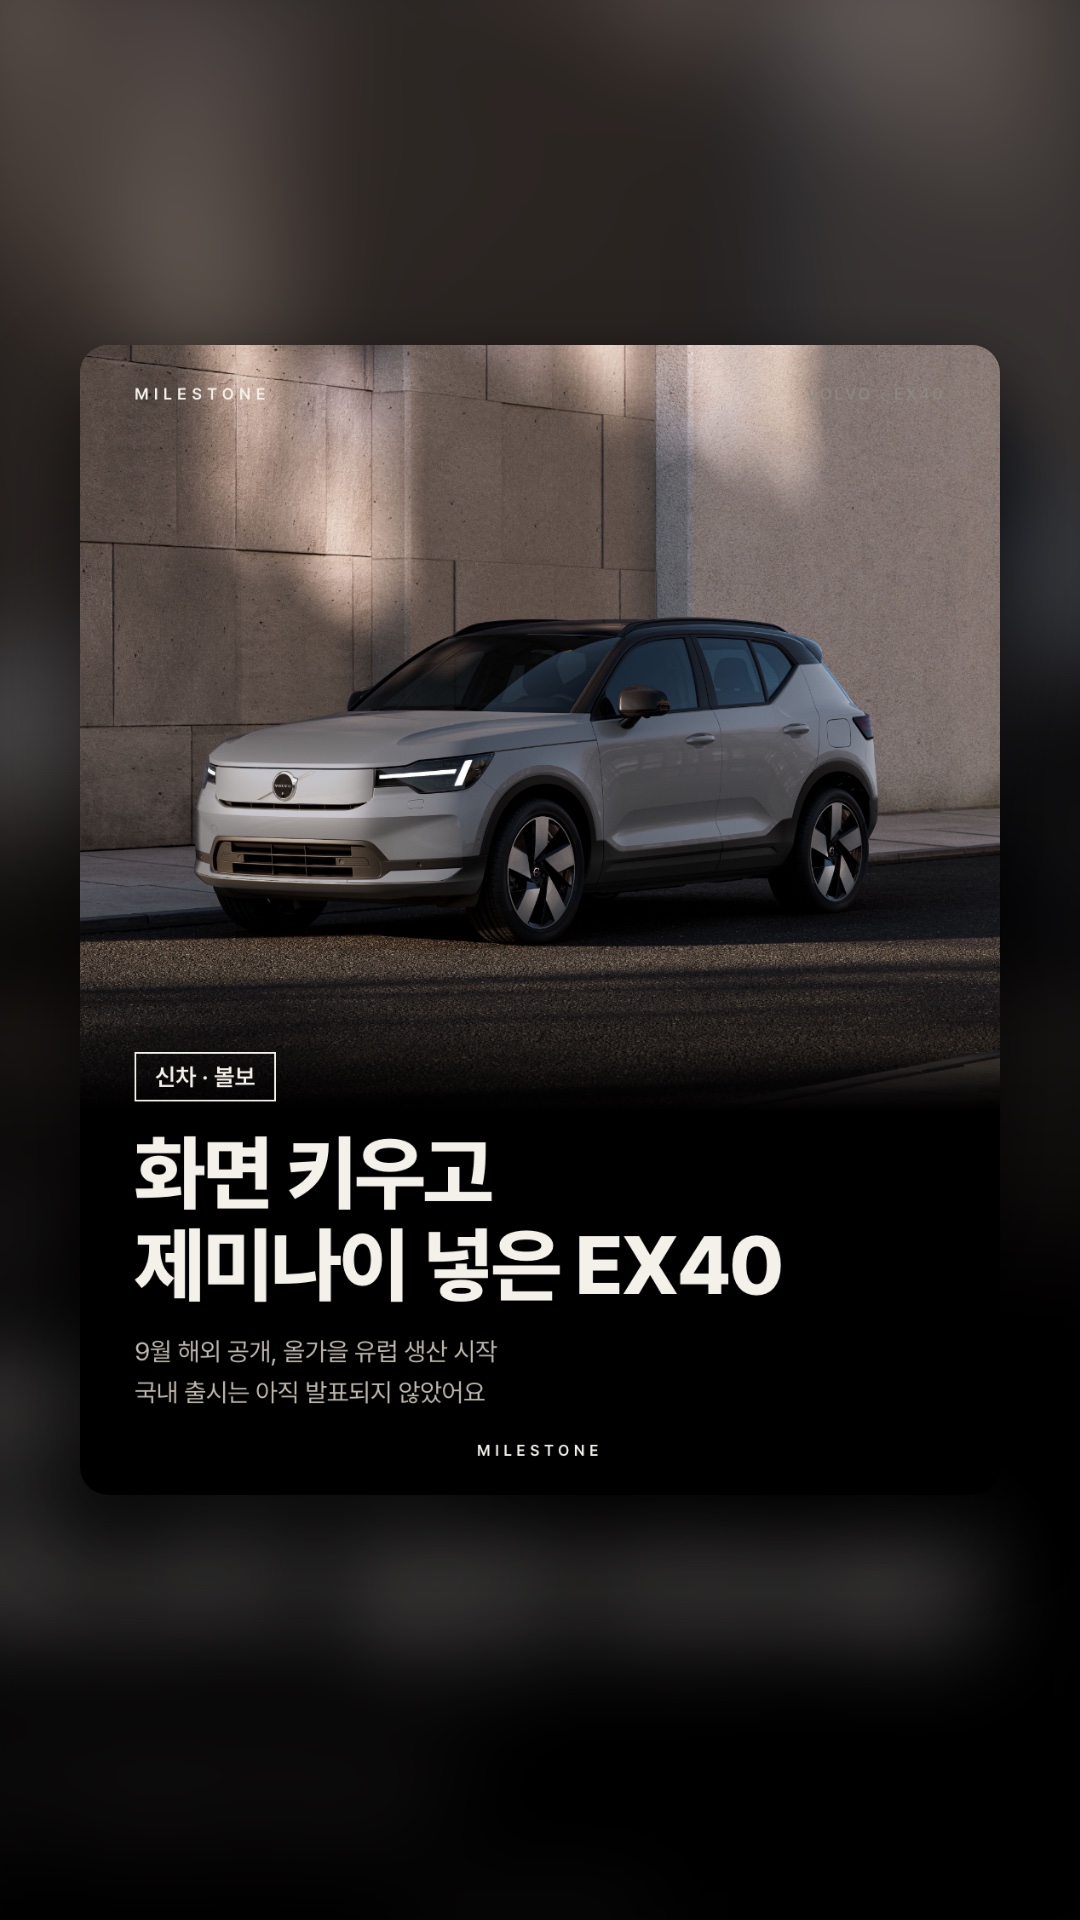 MILESTONE
VOLVO EX40
신차 · 볼보
화면 키우고
제미나이 넣은 EX40
9월 해외 공개, 올가을 유럽 생산 시작
국내 출시는 아직 발표되지 않았어요
MILESTONE